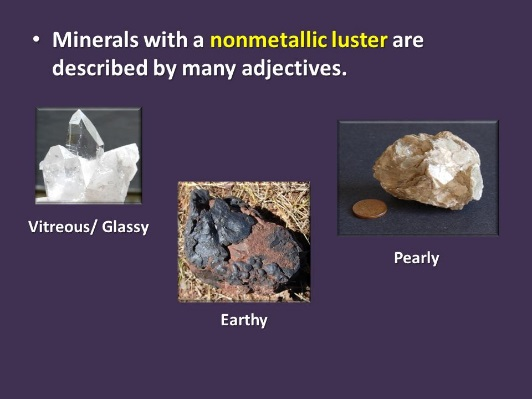 • Minerals with a nonmetallic luster are
described by many adjectives.
Vitreous/ Glassy
Pearly
Earthy